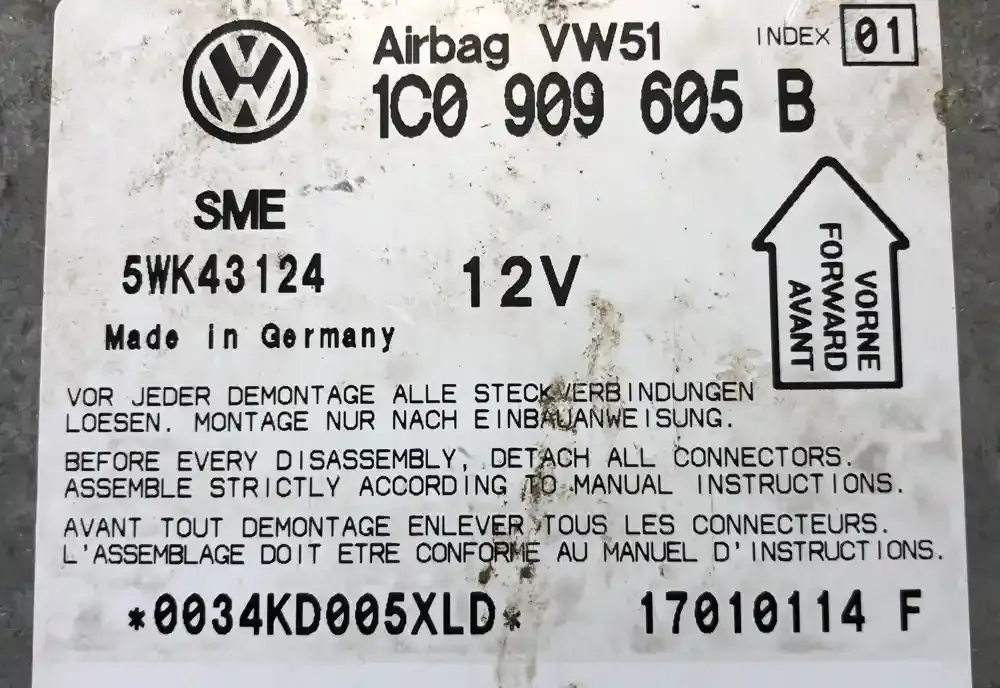 Airbag VW51 INDEX 01
1C0 909 605 B
SME
5WK43124 12V
Made in Germany
VORNE
FORWARD
AVANT
VOR JEDER DEMONTAGE ALLE STECKVERBINDUNGEN
LOESEN. MONTAGE NUR NACH EINBAUANWEISUNG.
BEFORE EVERY DISASSEMBLY, DETACH ALL CONNECTORS.
ASSEMBLE STRICTLY ACCORDING TO MANUAL INSTRUCTIONS.
AVANT TOUT DEMONTAGE ENLEVER TOUS LES CONNECTEURS.
L'ASSEMBLAGE DOIT ETRE CONFORME AU MANUEL D'INSTRUCTIONS.
*0034KD005XLD* 17010114 F